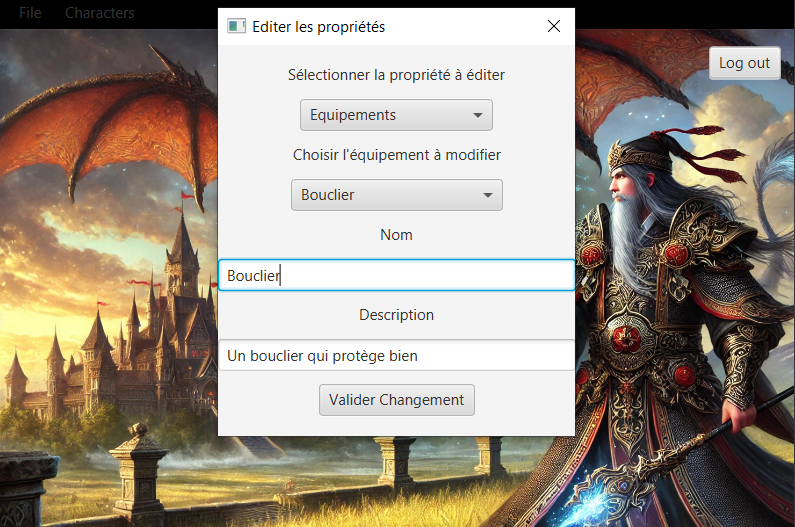 File Characters
Editer les propriétés
Log out
Sélectionner la propriété à éditer
Equipements
Choisir l'équipement à modifier
Bouclier
Nom
Bouclier
Description
Un bouclier qui protège bien
Valider Changement